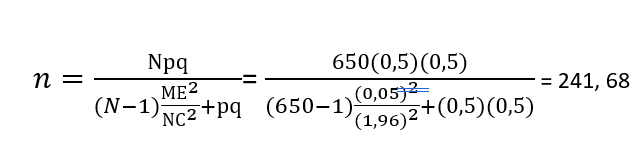 n = Npq / ((N−1) ME²/NC² + pq) = 650(0,5)(0,5) / ((650−1) (0,05)²/(1,96)² + (0,5)(0,5)) = 241, 68